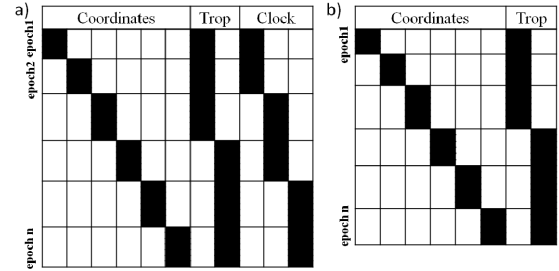 a)
Coordinates Trop Clock
epoch1
epoch2
epoch n
b)
Coordinates Trop
epoch1
epoch n